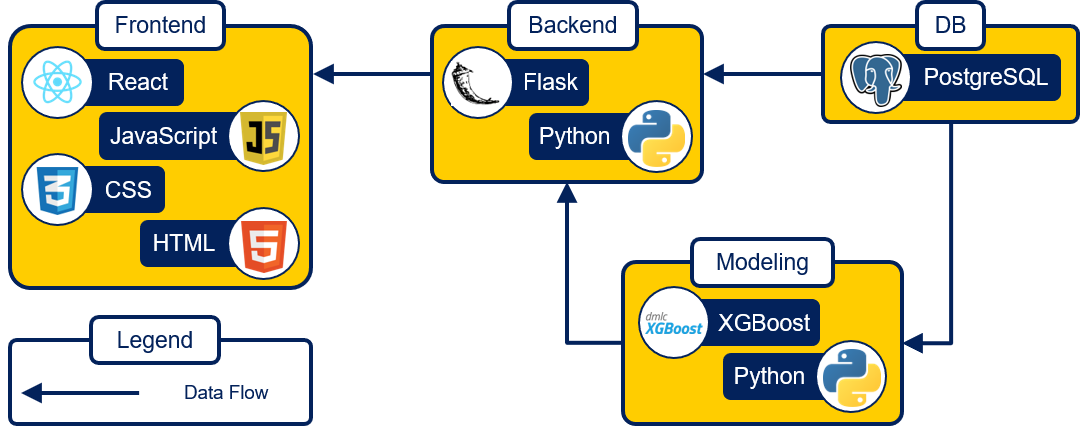 Frontend
React
JavaScript
JS
CSS
3
HTML
5
Legend
Data Flow
Backend
Flask
Python
DB
PostgreSQL
Modeling
dmlc
XGBoost
XGBoost
Python